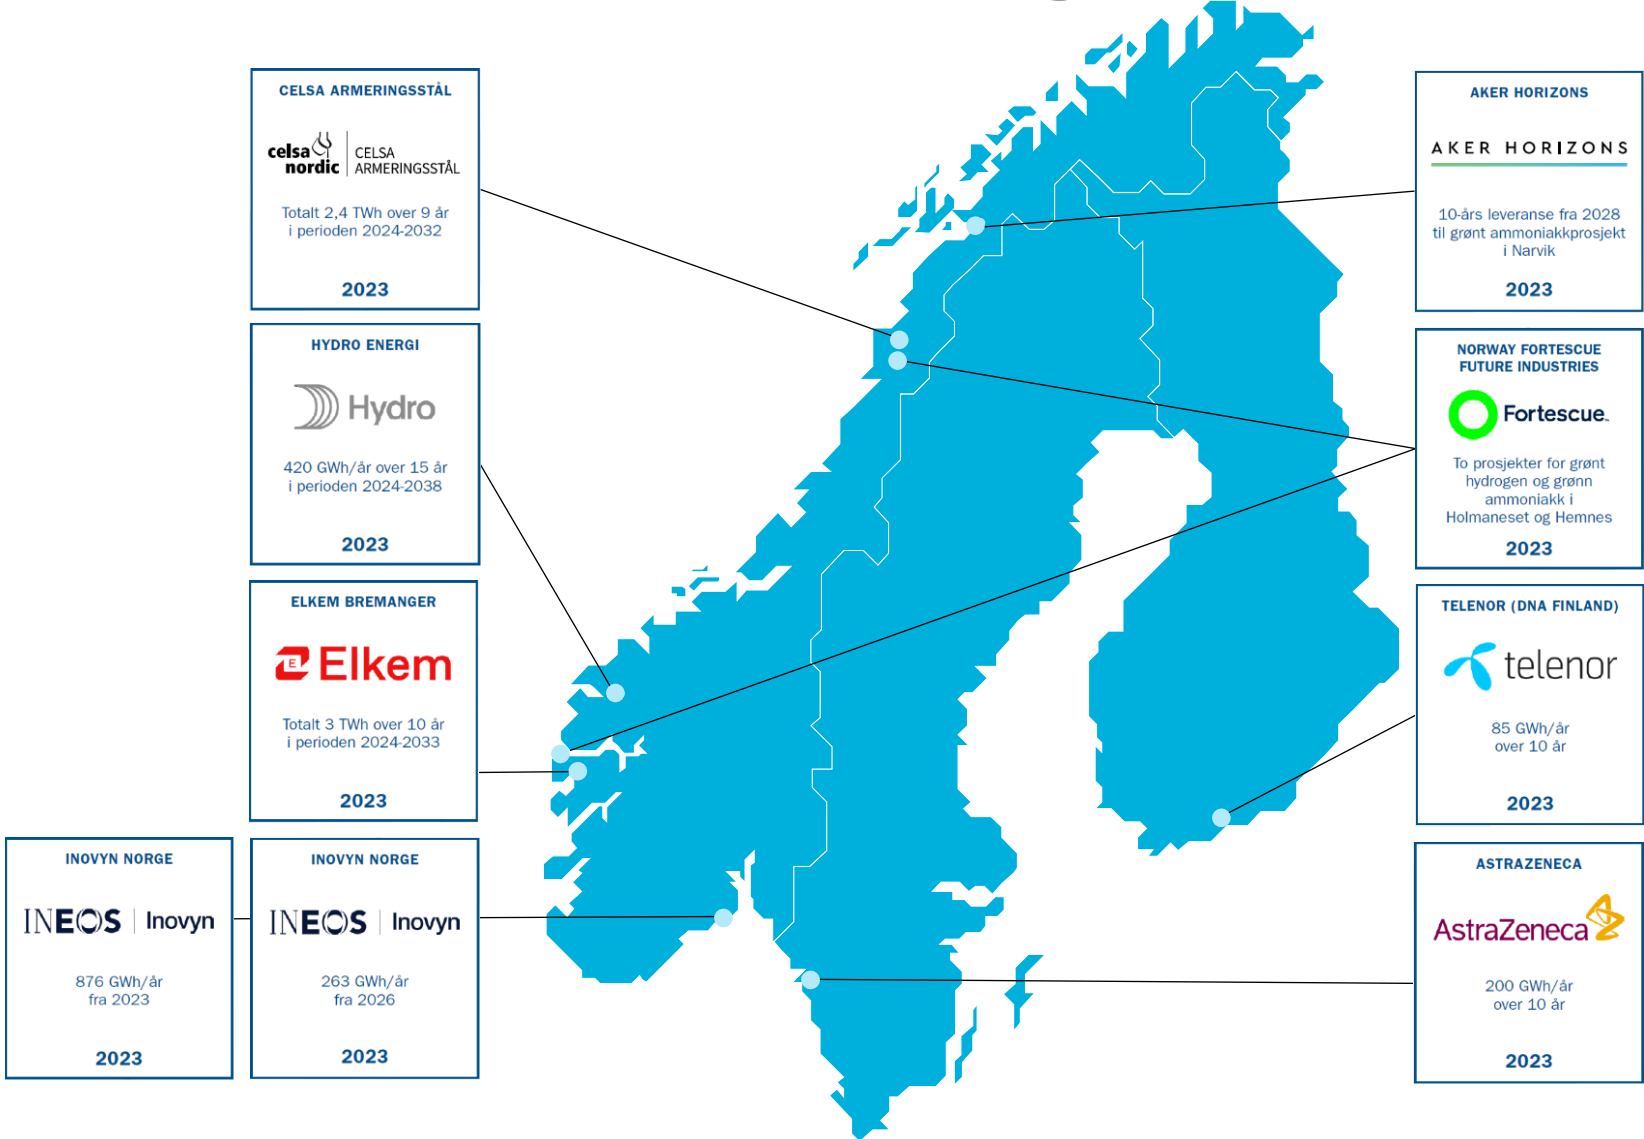 CELSA ARMERINGSSTÅL
celsa
nordic
CELSA
ARMERINGSSTÅL
Totalt 2,4 TWh over 9 år
i perioden 2024-2032
2023
HYDRO ENERGI
Hydro
420 GWh/år over 15 år
i perioden 2024-2038
2023
ELKEM BREMANGER
E Elkem
Totalt 3 TWh over 10 år
i perioden 2024-2033
2023
INOVYN NORGE
INEOS Inovyn
876 GWh/år
fra 2023
2023
INOVYN NORGE
INEOS Inovyn
263 GWh/år
fra 2026
2023
AKER HORIZONS
AKER HORIZONS
10-års leveranse fra 2028
til grønt ammoniakkprosjekt
i Narvik
2023
NORWAY FORTESCUE
FUTURE INDUSTRIES
Fortescue
To prosjekter for grønt
hydrogen og grønn
ammoniakk i
Holmaneset og Hemnes
2023
TELENOR (DNA FINLAND)
telenor
85 GWh/år
over 10 år
2023
ASTRAZENECA
AstraZeneca
200 GWh/år
over 10 år
2023